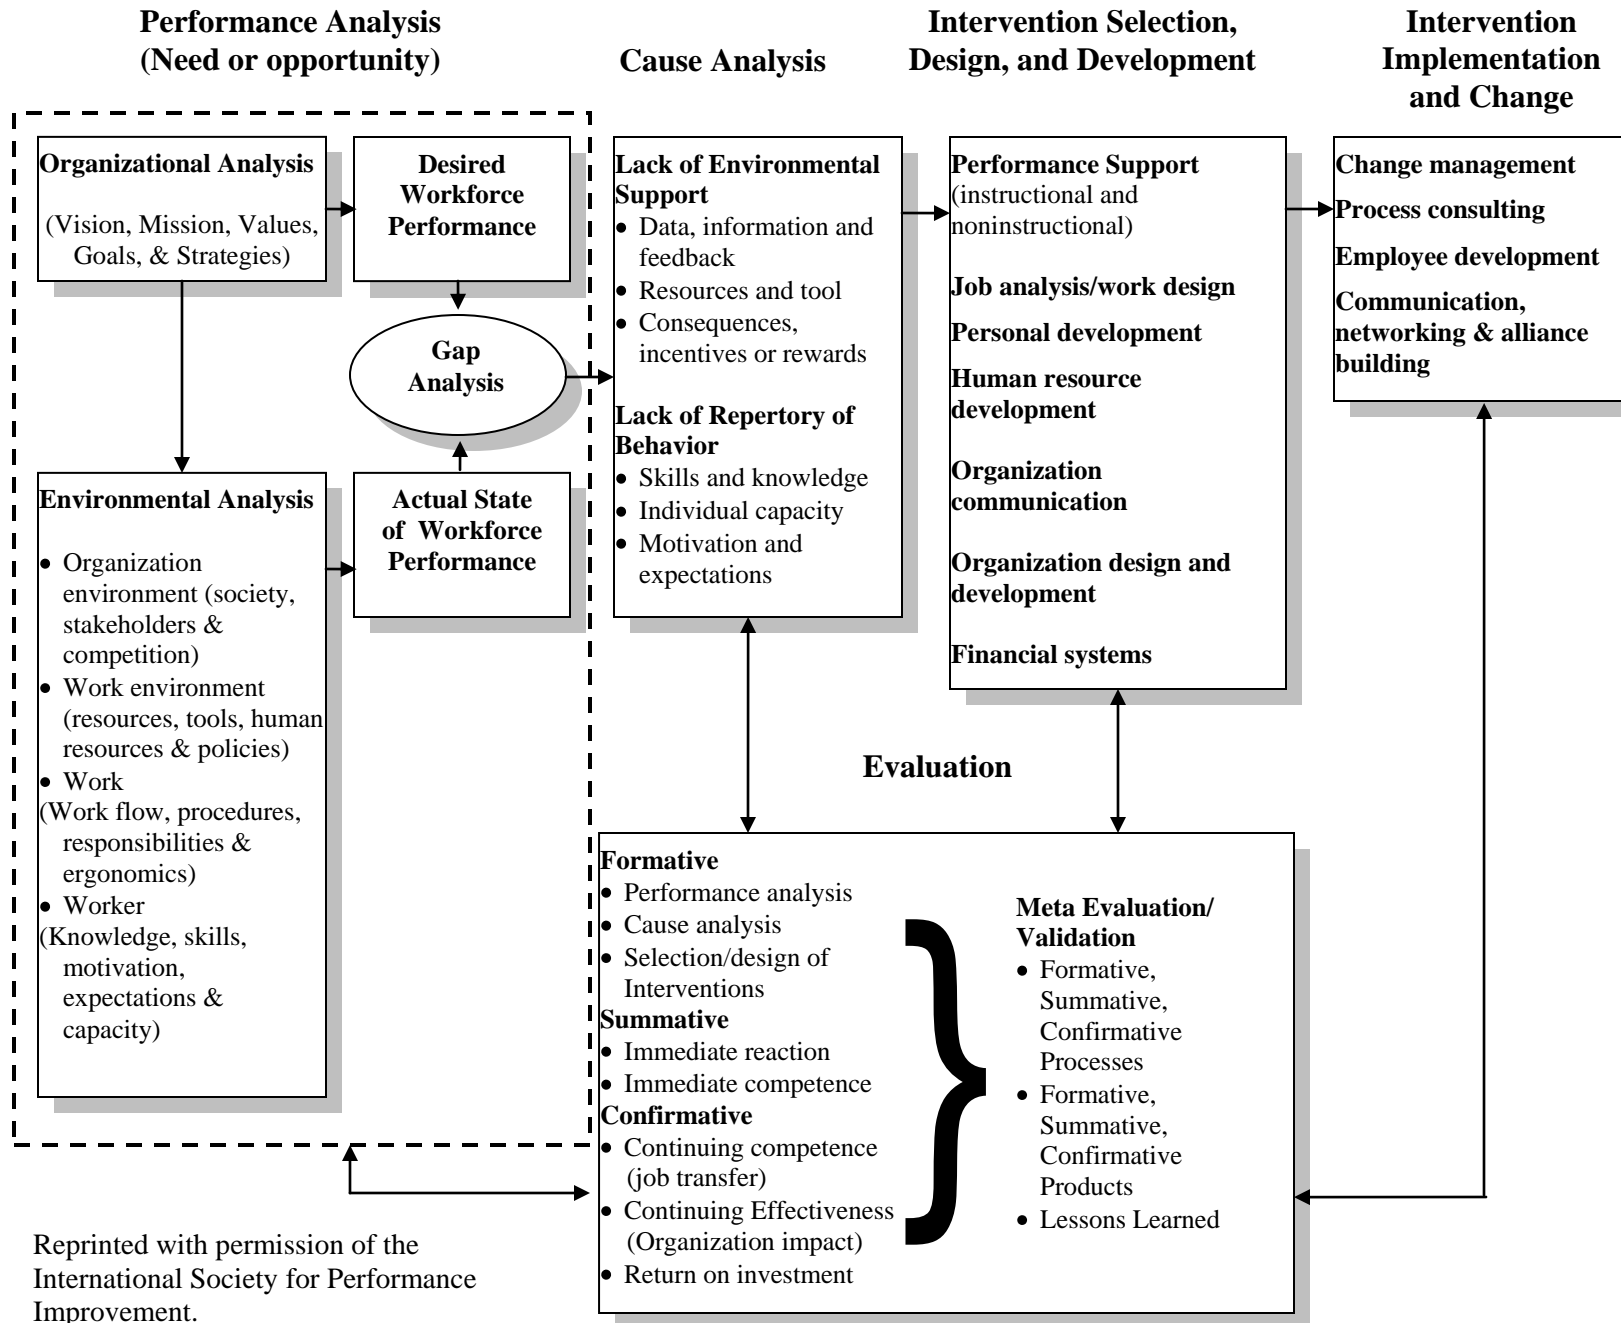 Performance Analysis
(Need or opportunity)
Cause Analysis
Intervention Selection,
Design, and Development
Intervention
Implementation
and Change
Organizational Analysis
(Vision, Mission, Values,
Goals, & Strategies)
Desired
Workforce
Performance
Gap
Analysis
Environmental Analysis
• Organization
environment (society,
stakeholders &
competition)
• Work environment
(resources, tools, human
resources & policies)
• Work
(Work flow, procedures,
responsibilities &
ergonomics)
• Worker
(Knowledge, skills,
motivation,
expectations &
capacity)
Actual State
of Workforce
Performance
Lack of Environmental
Support
• Data, information and
feedback
• Resources and tool
• Consequences,
incentives or rewards
Lack of Repertory of
Behavior
• Skills and knowledge
• Individual capacity
• Motivation and
expectations
Performance Support
(instructional and
noninstructional)
Job analysis/work design
Personal development
Human resource
development
Organization
communication
Organization design and
development
Financial systems
Change management
Process consulting
Employee development
Communication,
networking & alliance
building
Evaluation
Formative
• Performance analysis
• Cause analysis
• Selection/design of
Interventions
Summative
• Immediate reaction
• Immediate competence
Confirmative
• Continuing competence
(job transfer)
• Continuing Effectiveness
(Organization impact)
• Return on investment
}
Meta Evaluation/
Validation
• Formative,
Summative,
Confirmative
Processes
• Formative,
Summative,
Confirmative
Products
• Lessons Learned
Reprinted with permission of the
International Society for Performance
Improvement.